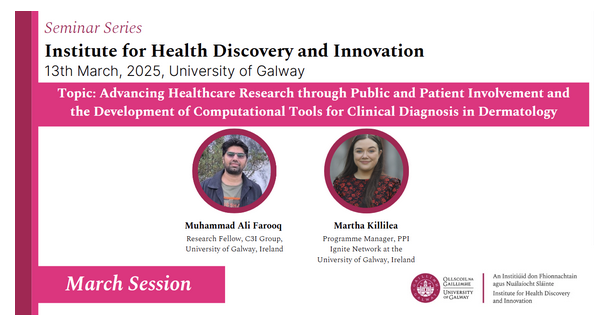 Seminar Series
Institute for Health Discovery and Innovation
13th March, 2025, University of Galway
Topic: Advancing Healthcare Research through Public and Patient Involvement and
the Development of Computational Tools for Clinical Diagnosis in Dermatology
Muhammad Ali Farooq
Research Fellow, C3I Group,
University of Galway, Ireland
Martha Killilea
Programme Manager, PPI
Ignite Network at the
University of Galway, Ireland
March Session
Ollscoil na
Gaillimhe
University
of Galway
An Institiúid don Fhionnachtain
agus Nuálaíocht Sláinte
Institute for Health Discovery
and Innovation